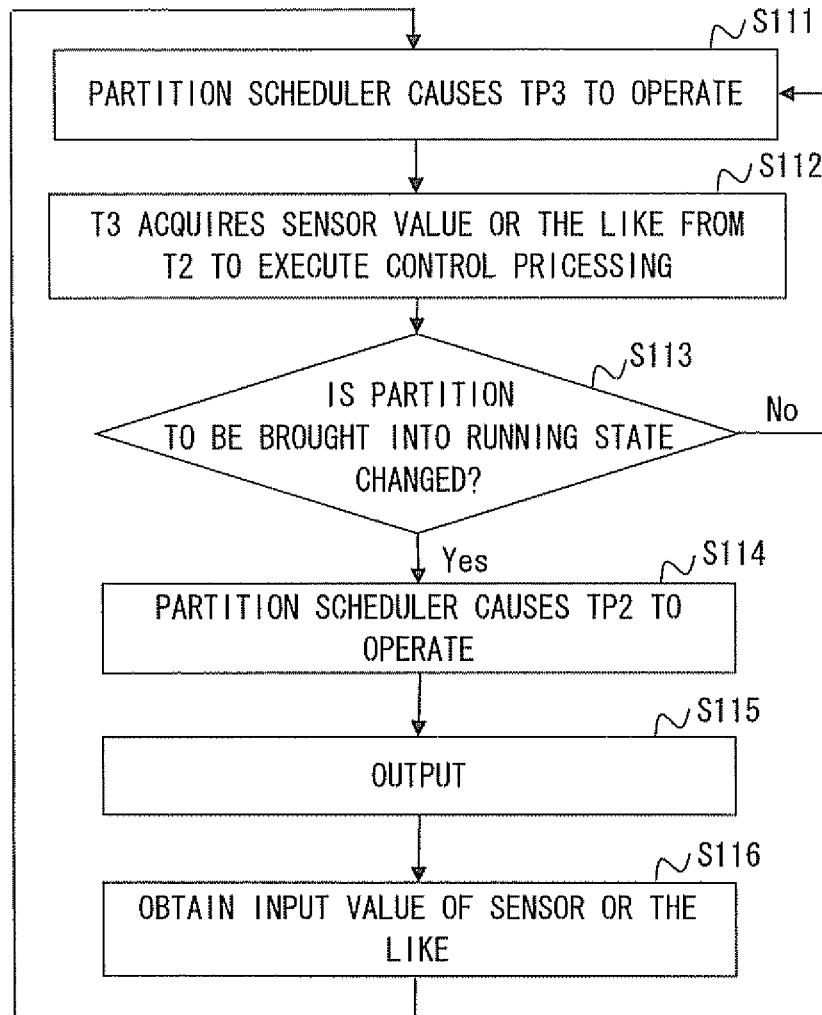 S111
PARTITION SCHEDULER CAUSES TP3 TO OPERATE
S112
T3 ACQUIRES SENSOR VALUE OR THE LIKE FROM
T2 TO EXECUTE CONTROL PRICESSING
S113
IS PARTITION
TO BE BROUGHT INTO RUNNING STATE
CHANGED?
No
Yes
S114
PARTITION SCHEDULER CAUSES TP2 TO
OPERATE
S115
OUTPUT
S116
OBTAIN INPUT VALUE OF SENSOR OR THE
LIKE